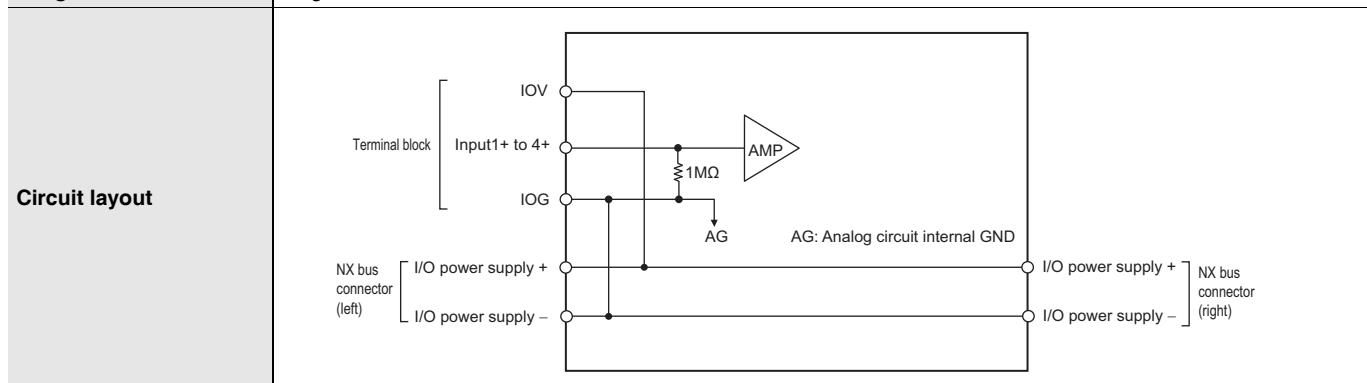 Circuit layout
IOV
Terminal block
Input1+ to 4+
AMP
1MΩ
IOG
AG
AG: Analog circuit internal GND
NX bus
connector
(left)
I/O power supply +
I/O power supply −
I/O power supply +
I/O power supply −
NX bus
connector
(right)